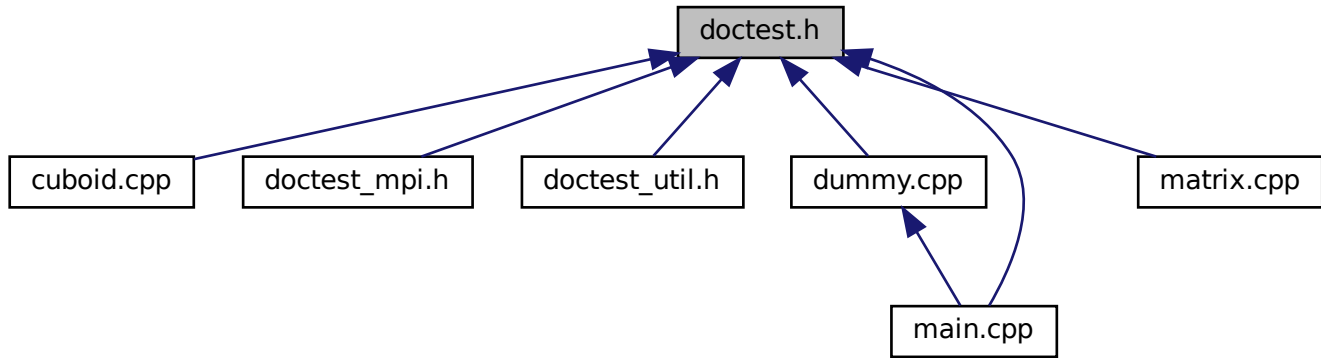 doctest.h
cuboid.cpp
doctest_mpi.h
doctest_util.h
dummy.cpp
matrix.cpp
main.cpp